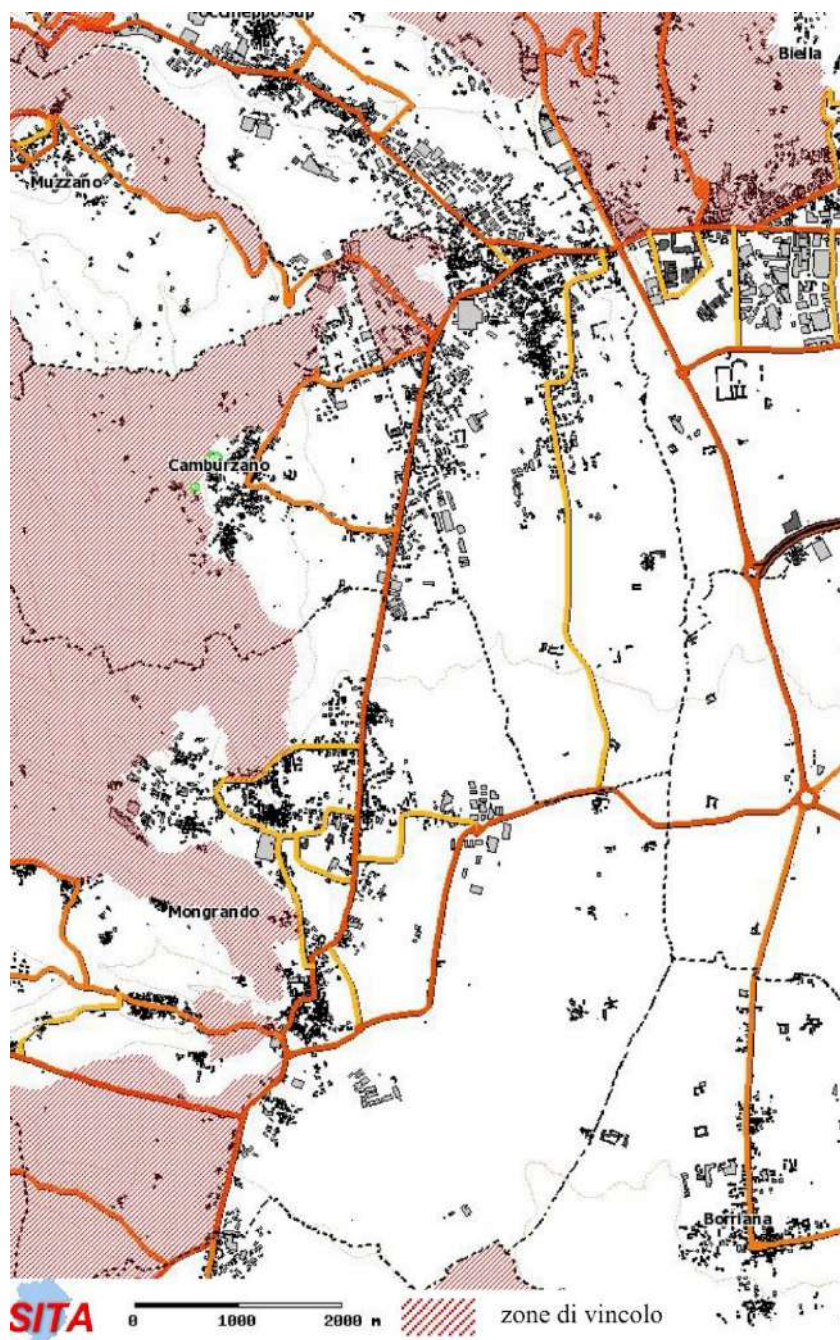 Biella
Muzzano
Camburzano
Mongrando
Borriana
SITA
0 1000 2000 m
zone di vincolo